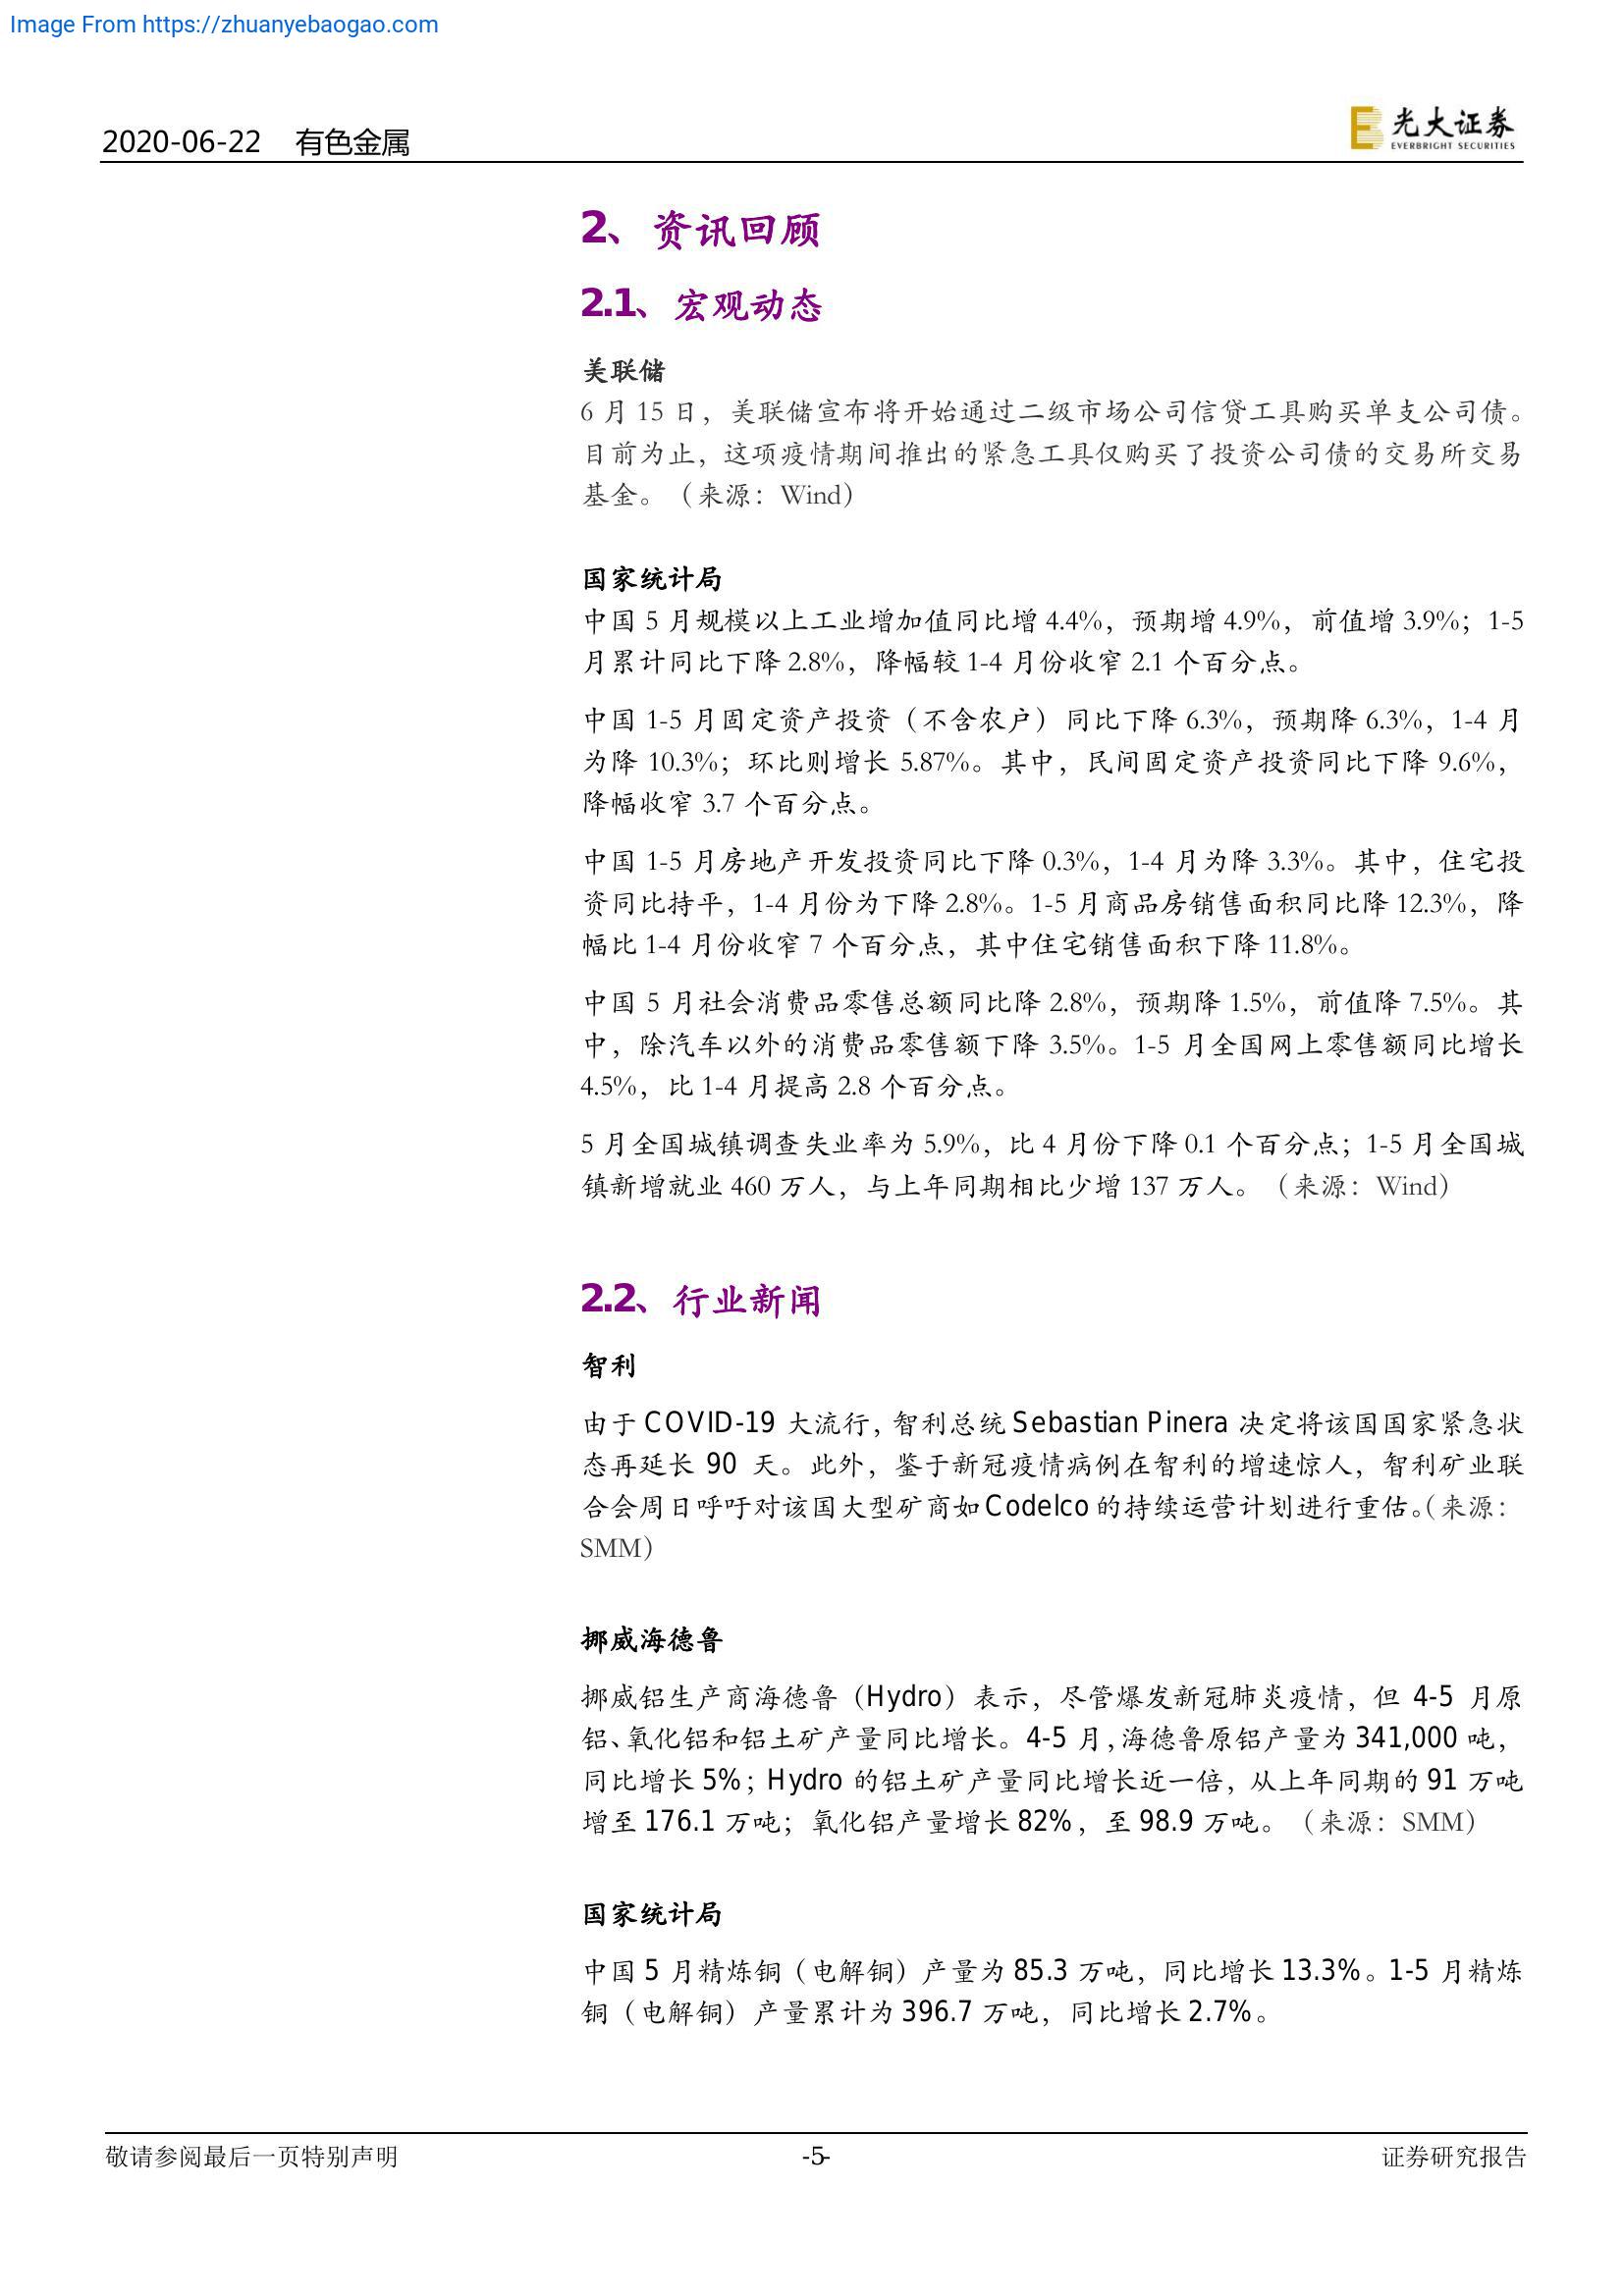 Image From https://zhuanyebaogao.com
2020-06-22 有色金属
光大证券
EVERBRIGHT SECURITIES
2、资讯回顾
2.1、宏观动态
美联储
6 月 15 日，美联储宣布将开始通过二级市场公司信贷工具购买单支公司债。
目前为止，这项疫情期间推出的紧急工具仅购买了投资公司债的交易所交易
基金。（来源：Wind）
国家统计局
中国 5 月规模以上工业增加值同比增 4.4%，预期增 4.9%，前值增 3.9%；1-5
月累计同比下降 2.8%，降幅较 1-4 月份收窄 2.1 个百分点。
中国 1-5 月固定资产投资（不含农户）同比下降 6.3%，预期降 6.3%，1-4 月
为降 10.3%；环比则增长 5.87%。其中，民间固定资产投资同比下降 9.6%，
降幅收窄 3.7 个百分点。
中国 1-5 月房地产开发投资同比下降 0.3%，1-4 月为降 3.3%。其中，住宅投
资同比持平，1-4 月份为下降 2.8%。1-5 月商品房销售面积同比降 12.3%，降
幅比 1-4 月份收窄 7 个百分点，其中住宅销售面积下降 11.8%。
中国 5 月社会消费品零售总额同比降 2.8%，预期降 1.5%，前值降 7.5%。其
中，除汽车以外的消费品零售额下降 3.5%。1-5 月全国网上零售额同比增长
4.5%，比 1-4 月提高 2.8 个百分点。
5 月全国城镇调查失业率为 5.9%，比 4 月份下降 0.1 个百分点；1-5 月全国城
镇新增就业 460 万人，与上年同期相比少增 137 万人。（来源：Wind）
2.2、行业新闻
智利
由于 COVID-19 大流行，智利总统 Sebastian Pinera 决定将该国国家紧急状
态再延长 90 天。此外，鉴于新冠疫情病例在智利的增速惊人，智利矿业联
合会周日呼吁对该国大型矿商如 Codelco 的持续运营计划进行重估。（来源：
SMM）
挪威海德鲁
挪威铝生产商海德鲁（Hydro）表示，尽管爆发新冠肺炎疫情，但 4-5 月原
铝、氧化铝和铝土矿产量同比增长。4-5 月，海德鲁原铝产量为 341,000 吨，
同比增长 5%；Hydro 的铝土矿产量同比增长近一倍，从上年同期的 91 万吨
增至 176.1 万吨；氧化铝产量增长 82%，至 98.9 万吨。（来源：SMM）
国家统计局
中国 5 月精炼铜（电解铜）产量为 85.3 万吨，同比增长 13.3%。1-5 月精炼
铜（电解铜）产量累计为 396.7 万吨，同比增长 2.7%。
敬请参阅最后一页特别声明 -5- 证券研究报告